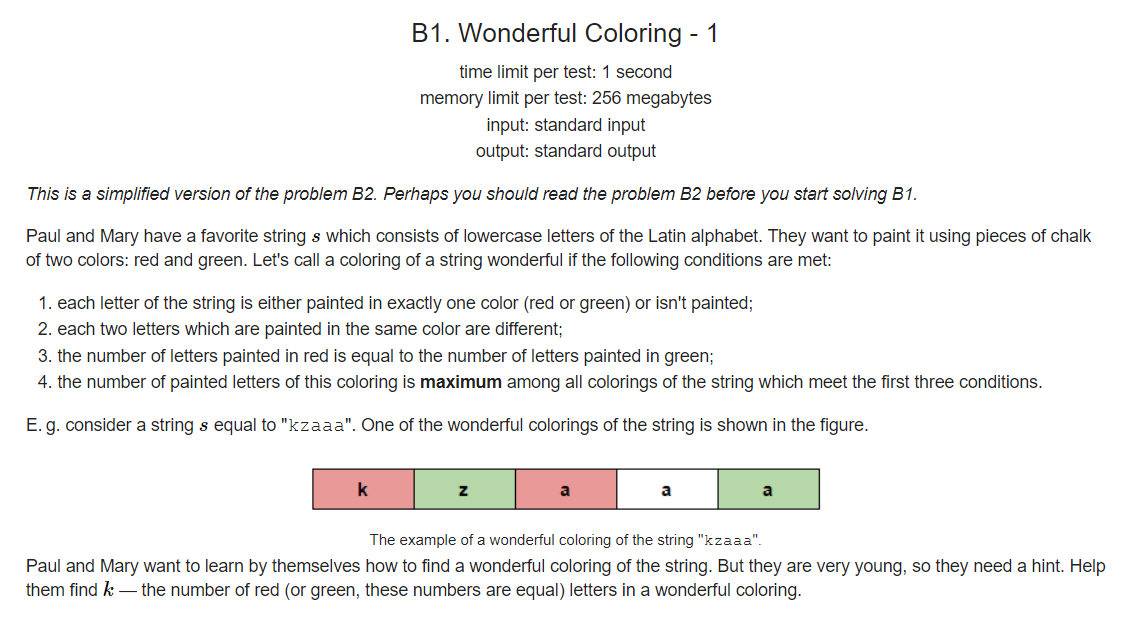 B1. Wonderful Coloring - 1
time limit per test: 1 second
memory limit per test: 256 megabytes
input: standard input
output: standard output
This is a simplified version of the problem B2. Perhaps you should read the problem B2 before you start solving B1.
Paul and Mary have a favorite string s which consists of lowercase letters of the Latin alphabet. They want to paint it using pieces of chalk
of two colors: red and green. Let's call a coloring of a string wonderful if the following conditions are met:
1. each letter of the string is either painted in exactly one color (red or green) or isn't painted;
2. each two letters which are painted in the same color are different;
3. the number of letters painted in red is equal to the number of letters painted in green;
4. the number of painted letters of this coloring is maximum among all colorings of the string which meet the first three conditions.
E. g. consider a string s equal to "kzaaa". One of the wonderful colorings of the string is shown in the figure.
k z a a a
The example of a wonderful coloring of the string "kzaaa".
Paul and Mary want to learn by themselves how to find a wonderful coloring of the string. But they are very young, so they need a hint. Help
them find k — the number of red (or green, these numbers are equal) letters in a wonderful coloring.